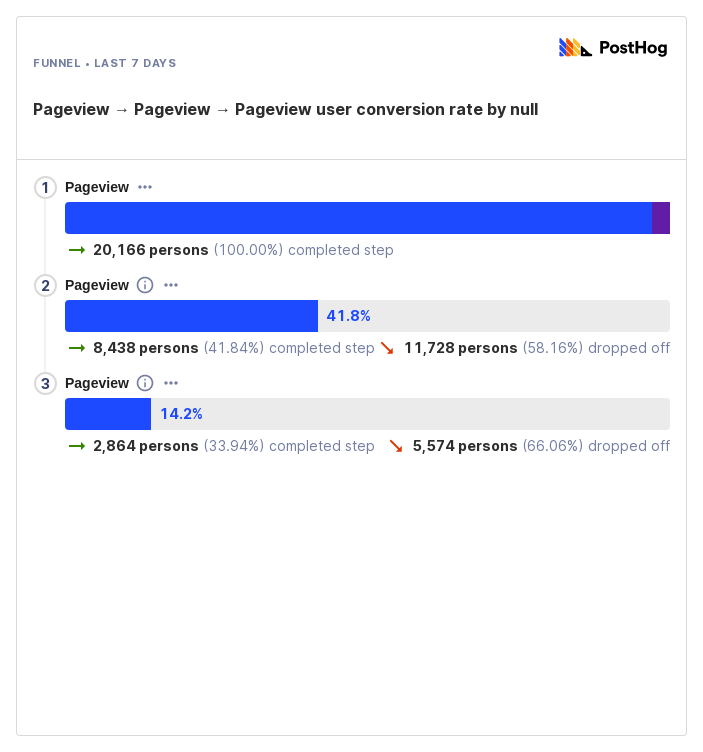 PostHog
FUNNEL • LAST 7 DAYS
Pageview → Pageview → Pageview user conversion rate by null
1 Pageview •••
→ 20,166 persons (100.00%) completed step
2 Pageview ⓘ •••
41.8%
→ 8,438 persons (41.84%) completed step ↘ 11,728 persons (58.16%) dropped off
3 Pageview ⓘ •••
14.2%
→ 2,864 persons (33.94%) completed step ↘ 5,574 persons (66.06%) dropped off